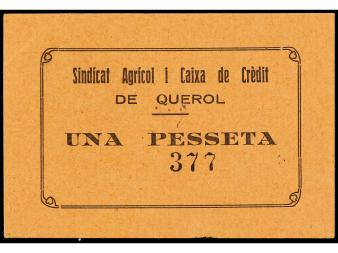 Sindicat Agrícol i Caixa de Crèdit
DE QUEROL
UNA PESSETA
377